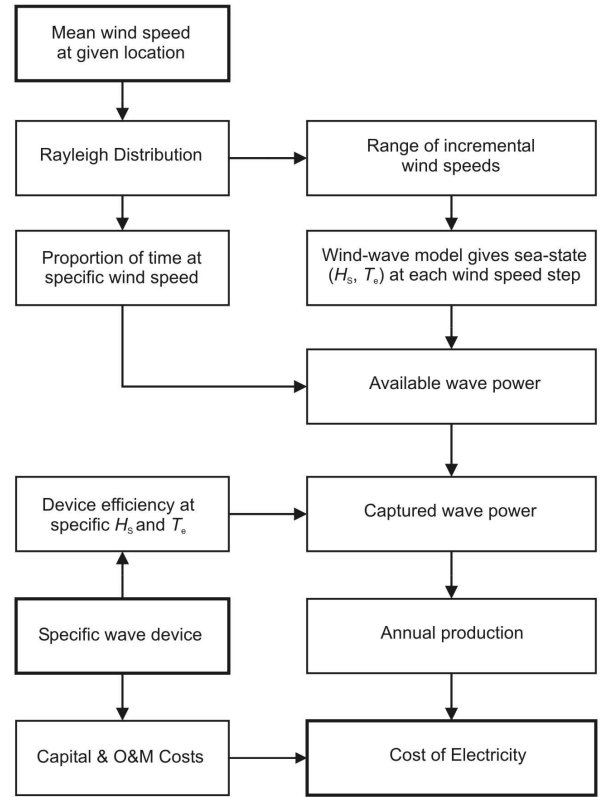 Mean wind speed
at given location
Rayleigh Distribution
Range of incremental
wind speeds
Proportion of time at
specific wind speed
Wind-wave model gives sea-state
(Hs, Te) at each wind speed step
Available wave power
Device efficiency at
specific Hs and Te
Captured wave power
Specific wave device
Annual production
Capital & O&M Costs
Cost of Electricity